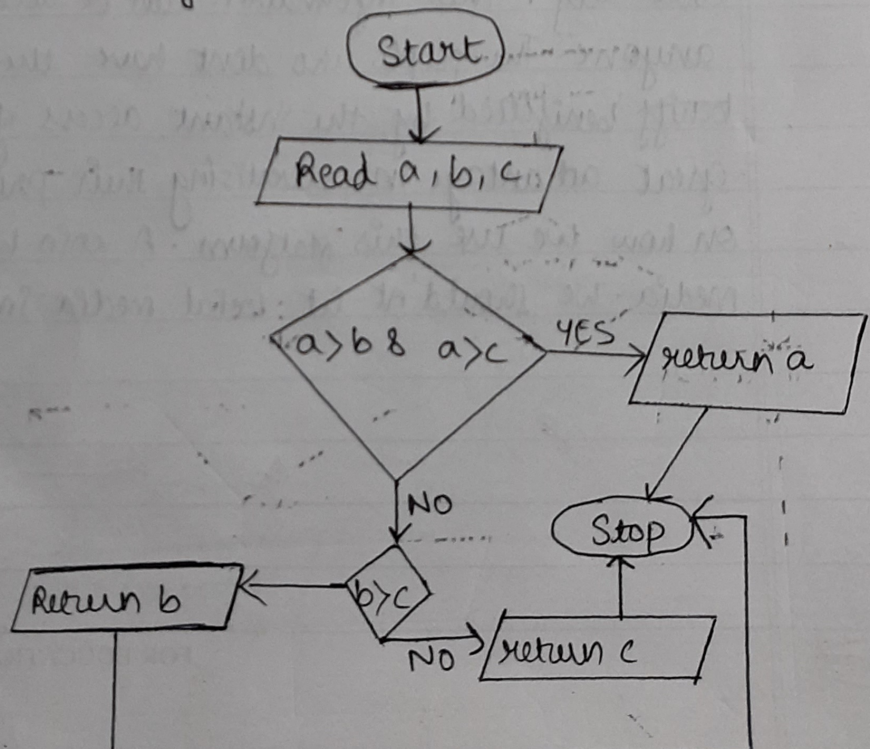 Start
Read a, b, c
a>b & a>c
YES
return a
NO
Stop
Return b
b>c
NO
return c